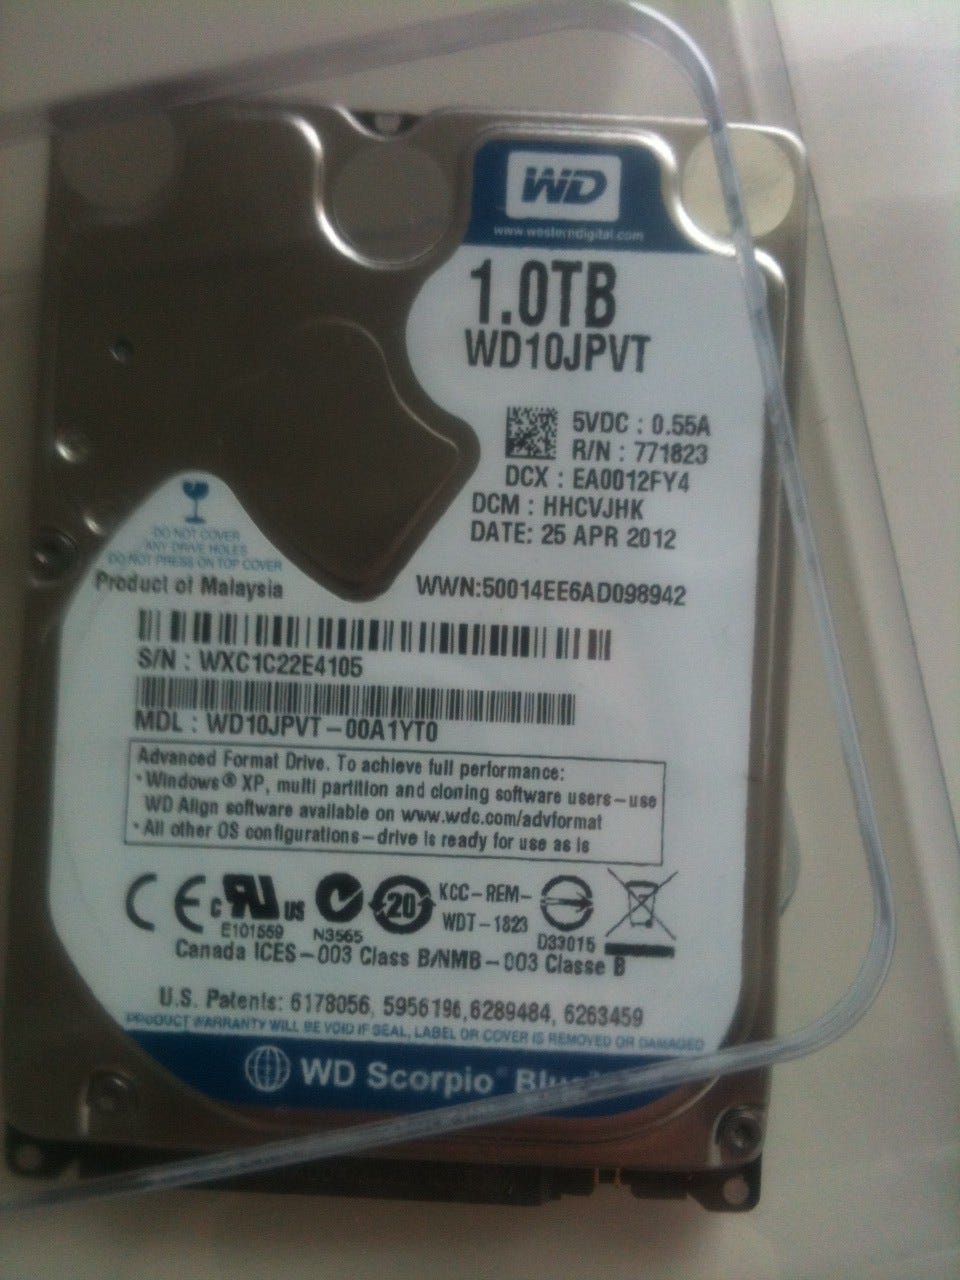 WD
www.westerndigital.com
1.0TB
WD10JPVT
5VDC : 0.55A
R/N : 771823
DCX : EA0012FY4
DCM : HHCVJHK
DATE: 25 APR 2012
DO NOT COVER
ANY DRIVE HOLES
DO NOT PRESS ON TOP COVER
Product of Malaysia
WWN:50014EE6AD098942
S/N : WXC1C22E4105
MDL : WD10JPVT-00A1YT0
Advanced Format Drive. To achieve full performance:
•Windows® XP, multi partition and cloning software users-use
WD Align software available on www.wdc.com/advformat
•All other OS configurations-drive is ready for use as is
CE c RU US 20 KCC-REM-
WDT-1823
E101559 N3565 D33015
Canada ICES-003 Class B/NMB-003 Classe B
U.S. Patents: 6178056, 5956196,6289484, 6263459
PRODUCT WARRANTY WILL BE VOID IF SEAL, LABEL OR COVER IS REMOVED OR DAMAGED
WD Scorpio® Blue™